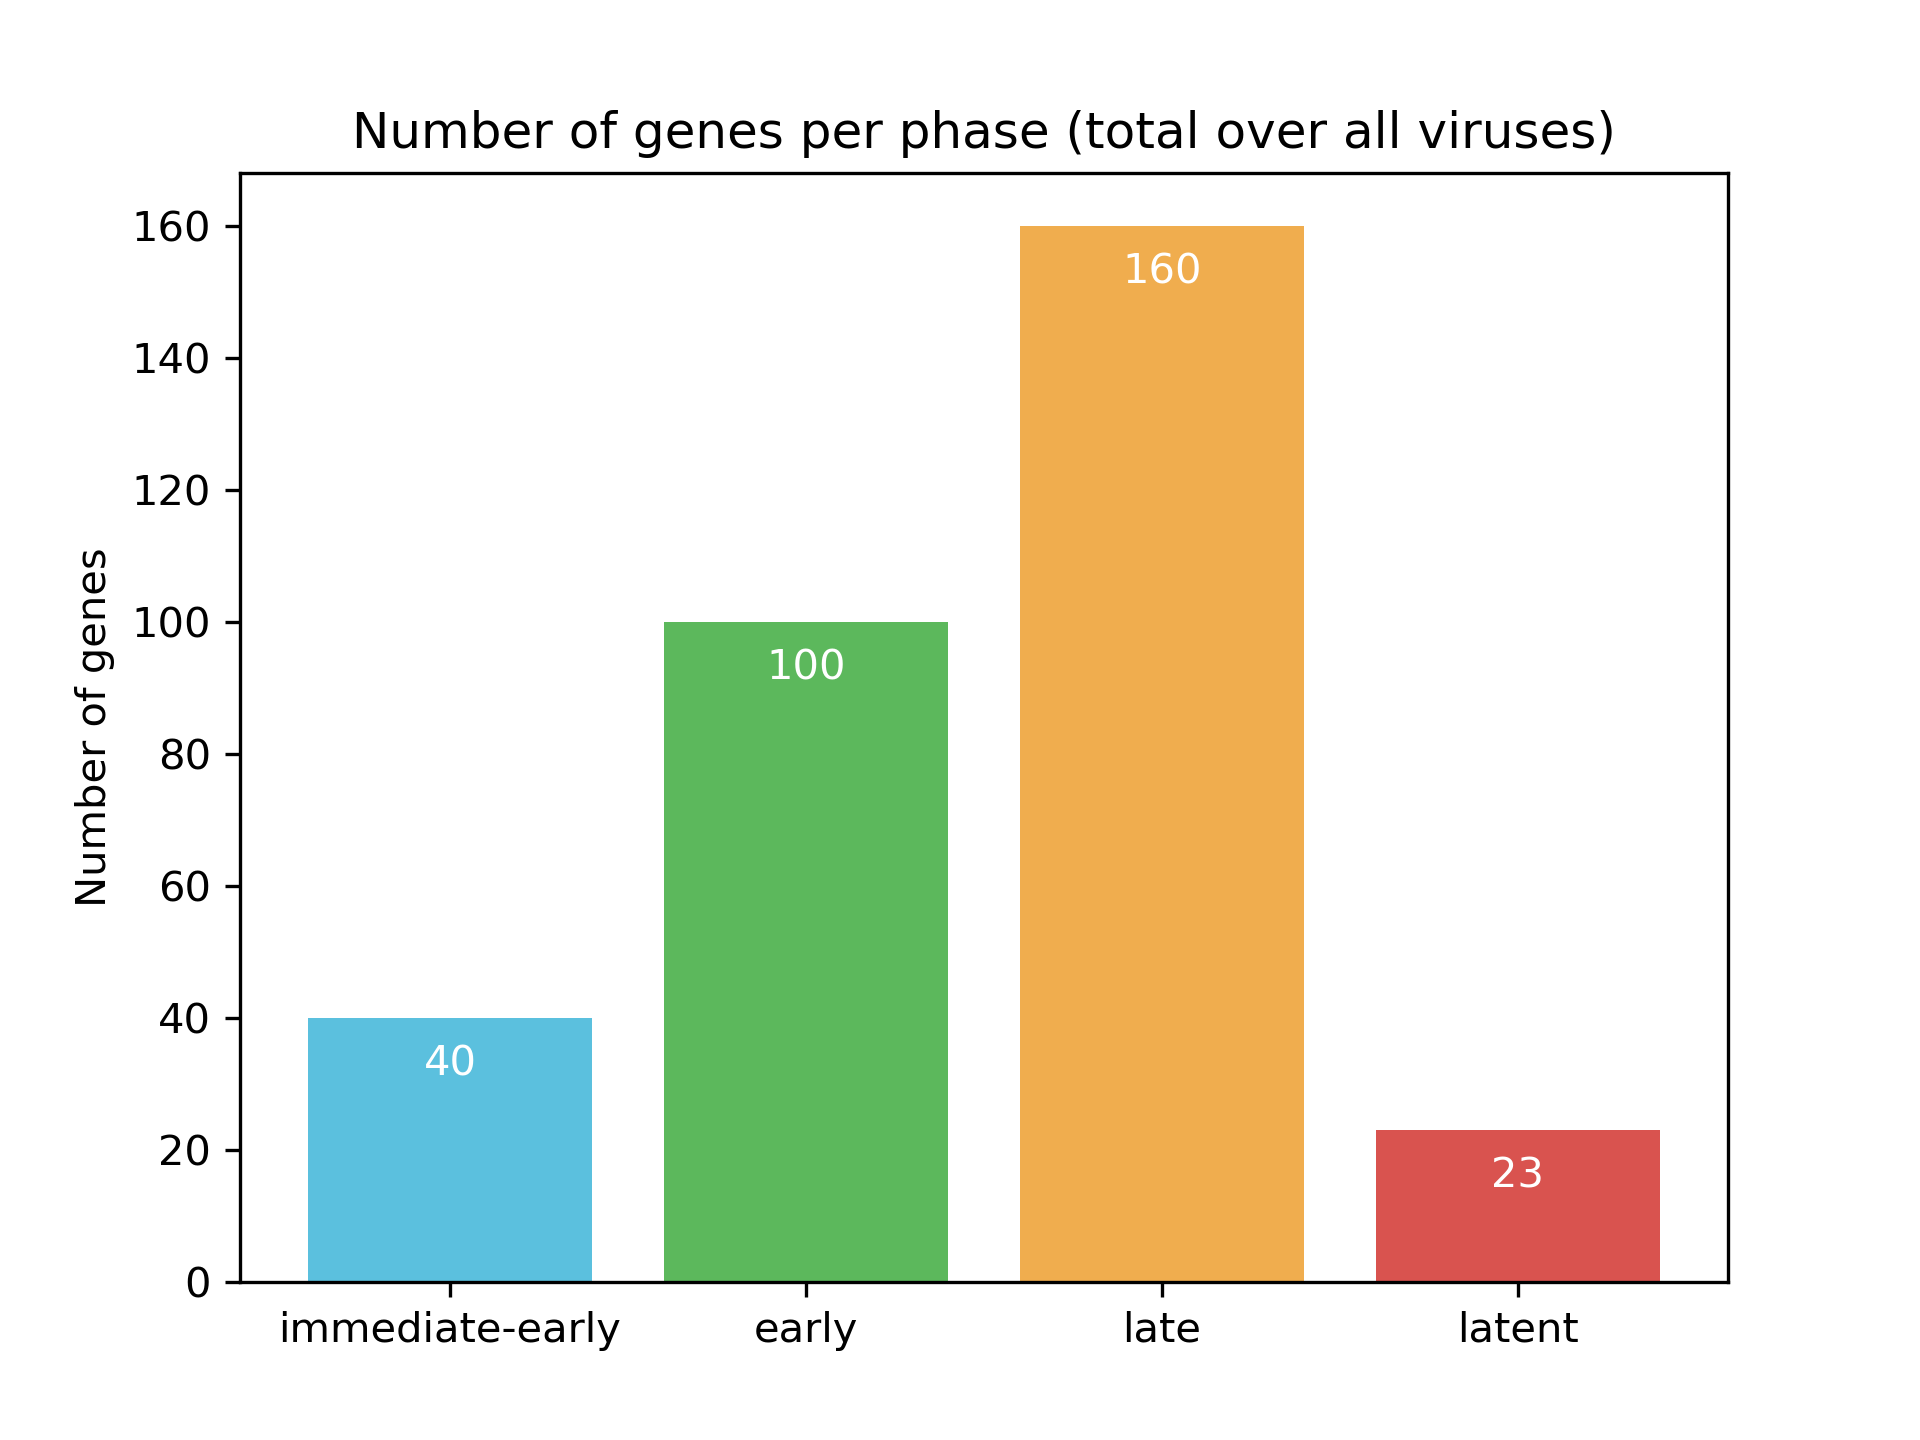 Number of genes per phase (total over all viruses)
Number of genes
160
140
120
100
80
60
40
20
0
40
100
160
23
immediate-early
early
late
latent